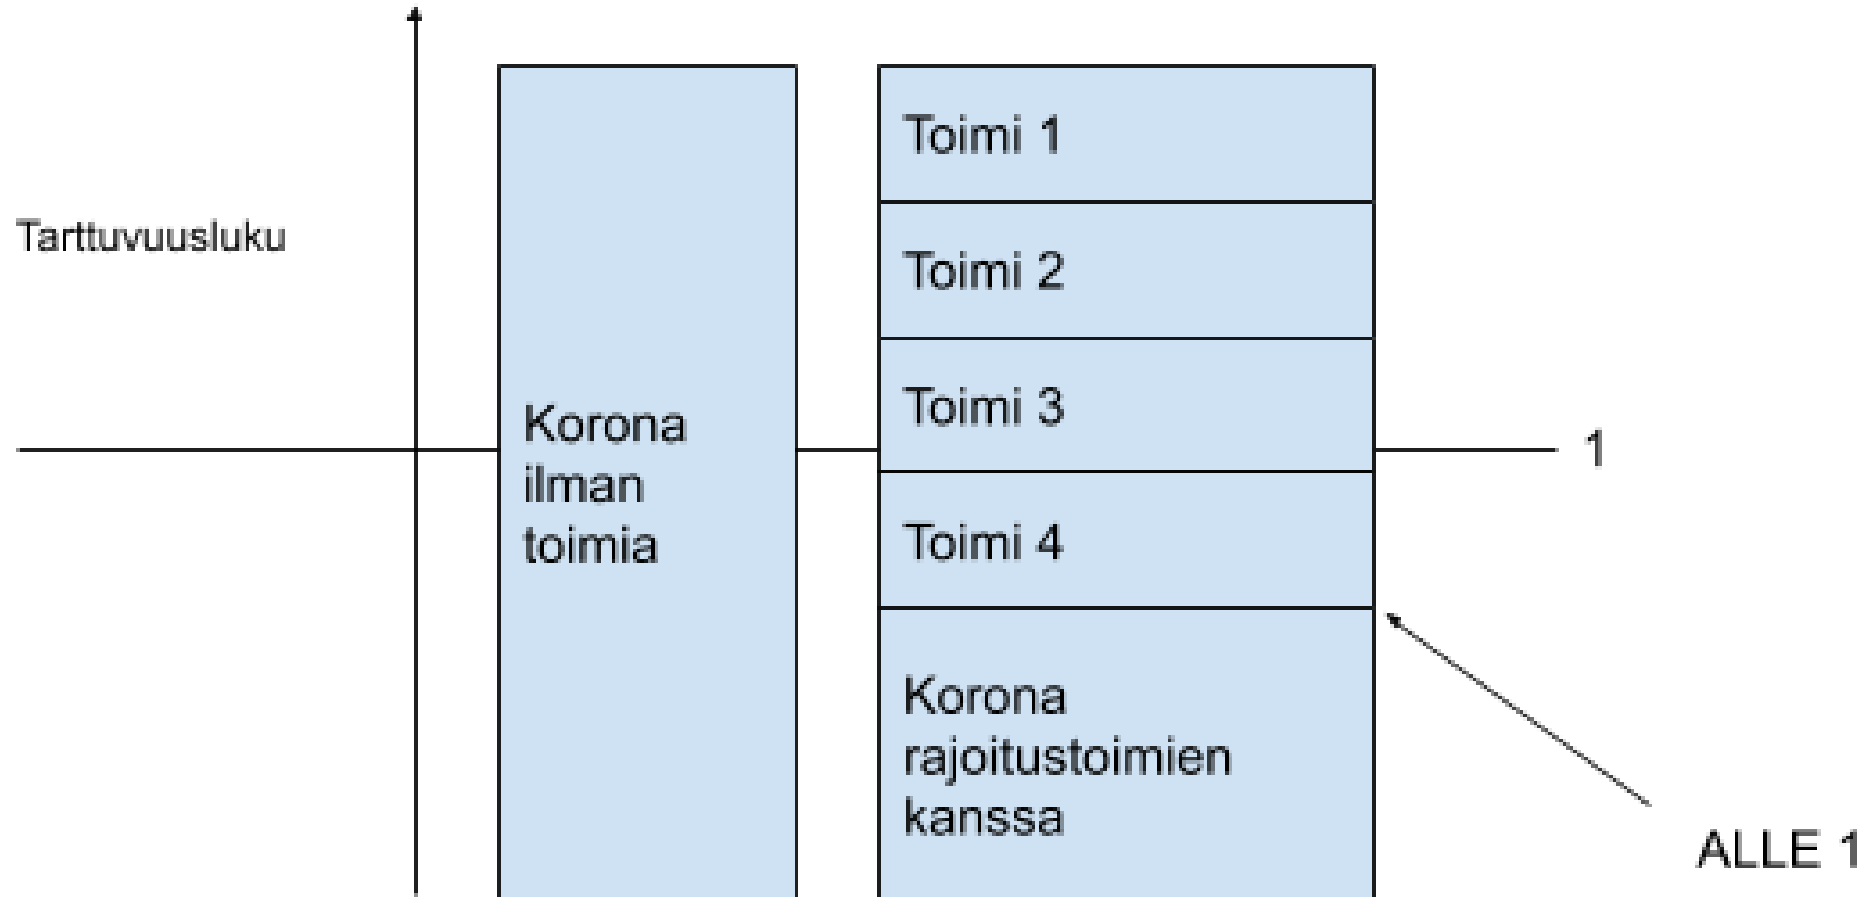 Tarttuvuusluku
Korona
ilman
toimia
Toimi 1
Toimi 2
Toimi 3
Toimi 4
Korona
rajoitustoimien
kanssa
1
ALLE 1